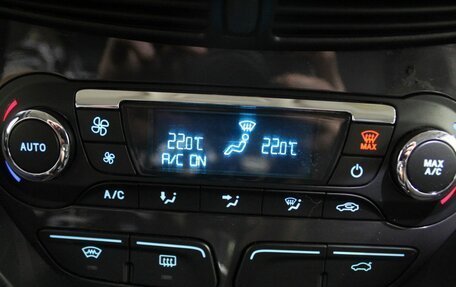 AUTO
22.0℃
22.0℃
A/C ON
MAX
MAX
A/C
A/C